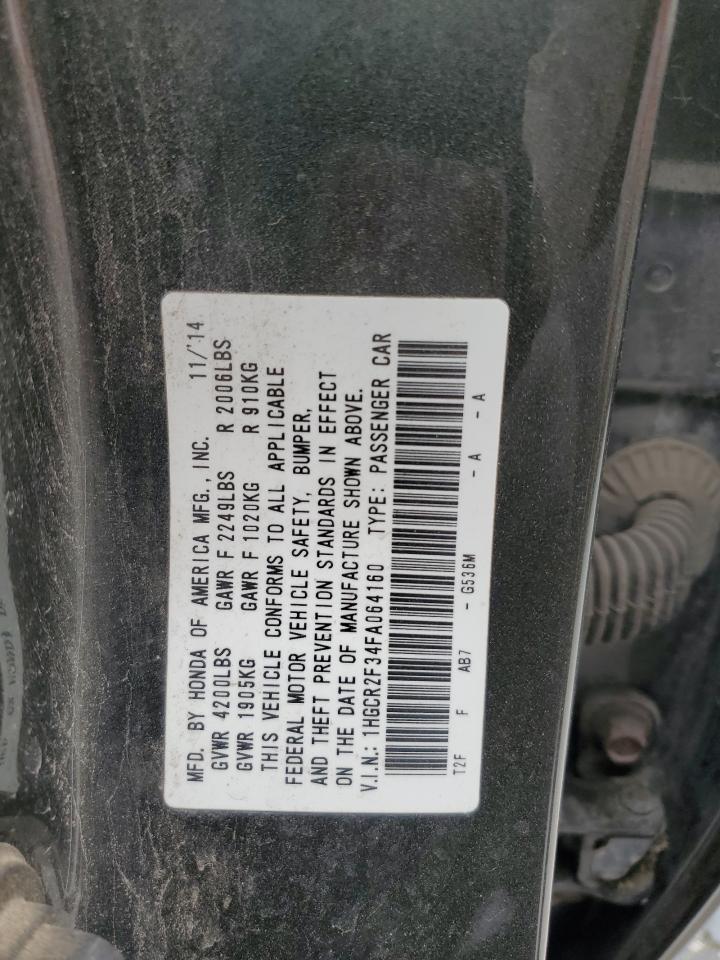 MFD. BY HONDA OF AMERICA MFG., INC. 11/'14
GVWR 4200LBS GAWR F 2249LBS R 2006LBS
GVWR 1905KG GAWR F 1020KG R 910KG
THIS VEHICLE CONFORMS TO ALL APPLICABLE
FEDERAL MOTOR VEHICLE SAFETY, BUMPER,
AND THEFT PREVENTION STANDARDS IN EFFECT
ON THE DATE OF MANUFACTURE SHOWN ABOVE.
V.I.N.: 1HGCR2F34FA064160 TYPE: PASSENGER CAR
T2F F AB7 - G536M - A - A